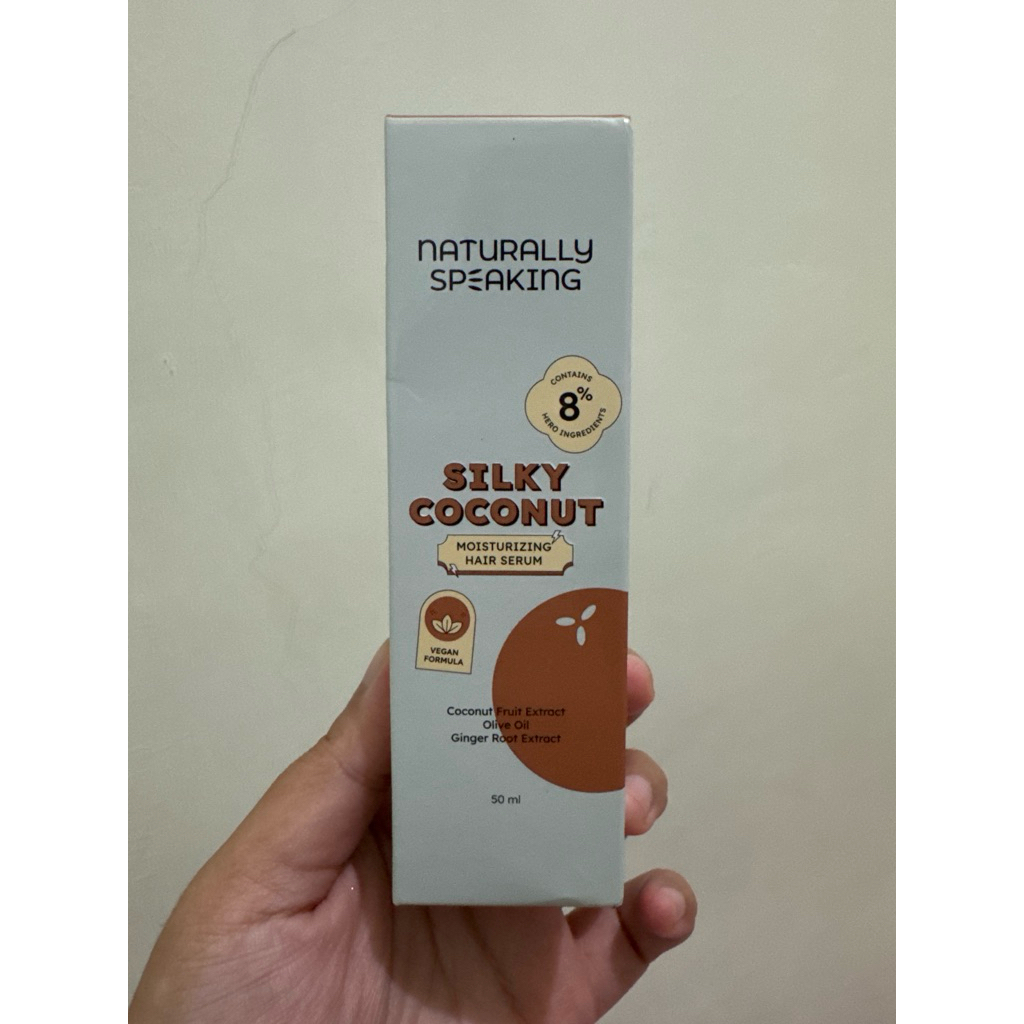 NATURALLY
SPEAKING
CONTAINS
8%
HERO INGREDIENTS
SILKY
COCONUT
MOISTURIZING
HAIR SERUM
VEGAN
FORMULA
Coconut Fruit Extract
Olive Oil
Ginger Root Extract
50 ml